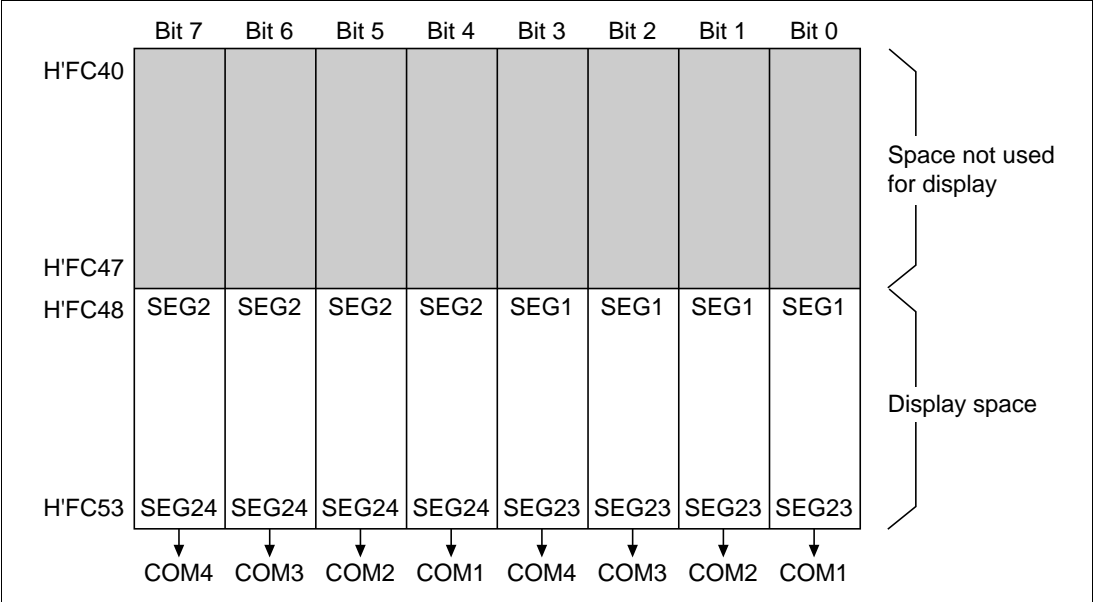 Bit 7 Bit 6 Bit 5 Bit 4 Bit 3 Bit 2 Bit 1 Bit 0
H'FC40
Space not used
for display
H'FC47
H'FC48 SEG2 SEG2 SEG2 SEG2 SEG1 SEG1 SEG1 SEG1
Display space
H'FC53 SEG24 SEG24 SEG24 SEG24 SEG23 SEG23 SEG23 SEG23
COM4 COM3 COM2 COM1 COM4 COM3 COM2 COM1